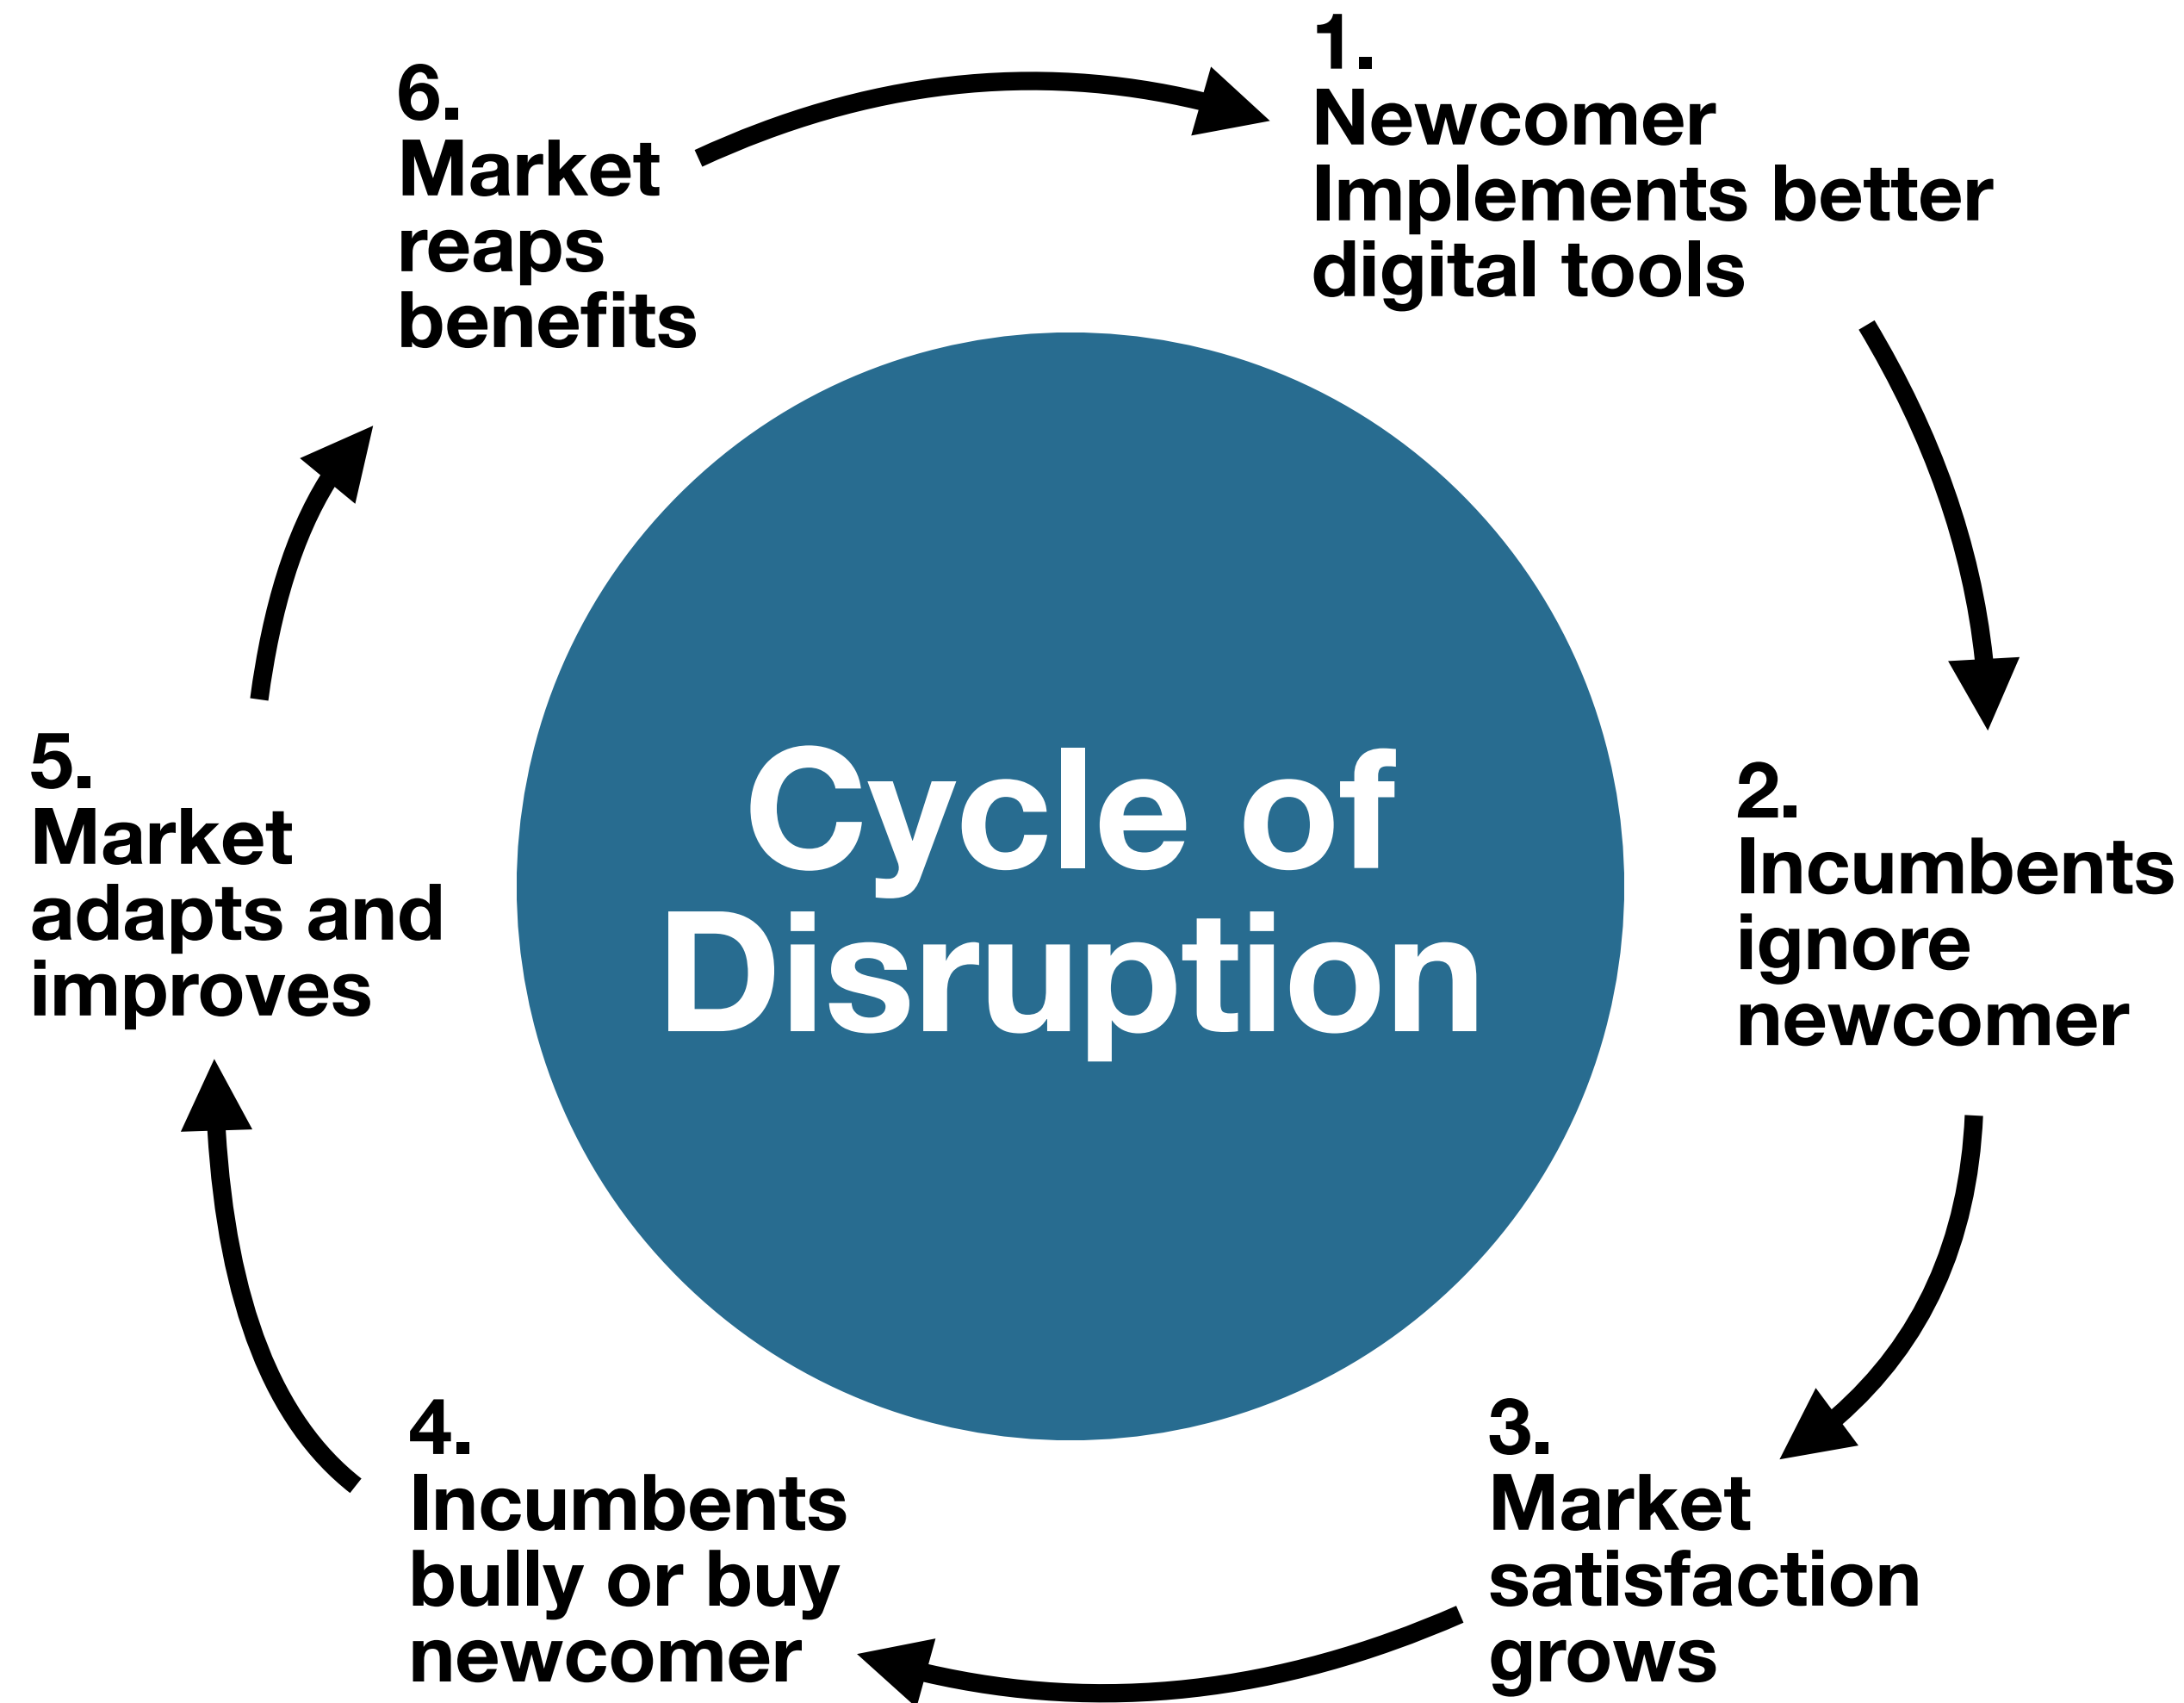 Cycle of
Disruption
1.
Newcomer
Implements better
digital tools
2.
Incumbents
ignore
newcomer
3.
Market
satisfaction
grows
4.
Incumbents
bully or buy
newcomer
5.
Market
adapts and
improves
6.
Market
reaps
benefits